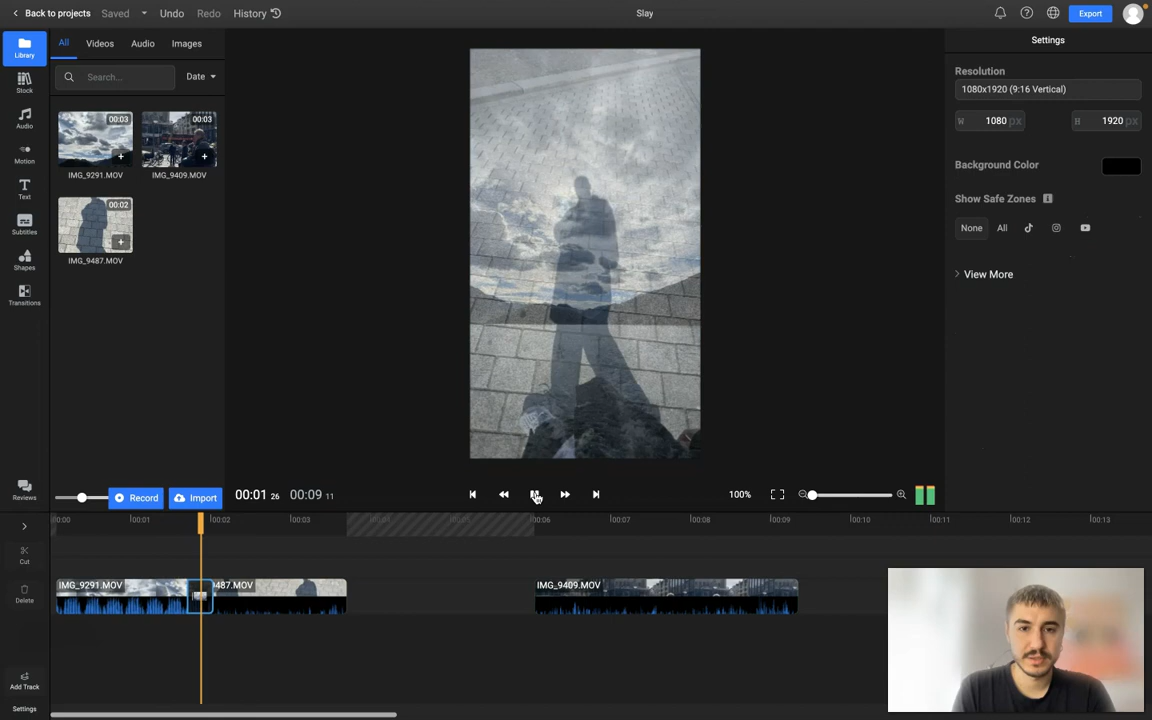 Back to projects Saved Undo Redo History Slay Export
Library
Stock
Audio
Motion
Text
Subtitles
Shapes
Transitions
Reviews
All Videos Audio Images
Search... Date
00:03 00:03
IMG_9291.MOV IMG_9409.MOV
00:02
IMG_9487.MOV
Record Import
Settings
Resolution
1080x1920 (9:16 Vertical)
W 1080 px H 1920 px
Background Color
Show Safe Zones
None All
View More
00:01 26 00:09 11 100%
00:00 00:01 00:02 00:03 00:04 00:05 00:06 00:07 00:08 00:09 00:10 00:11 00:12 00:13
Cut
Delete
IMG_9291.MOV 9487.MOV IMG_9409.MOV
Add Track
Settings